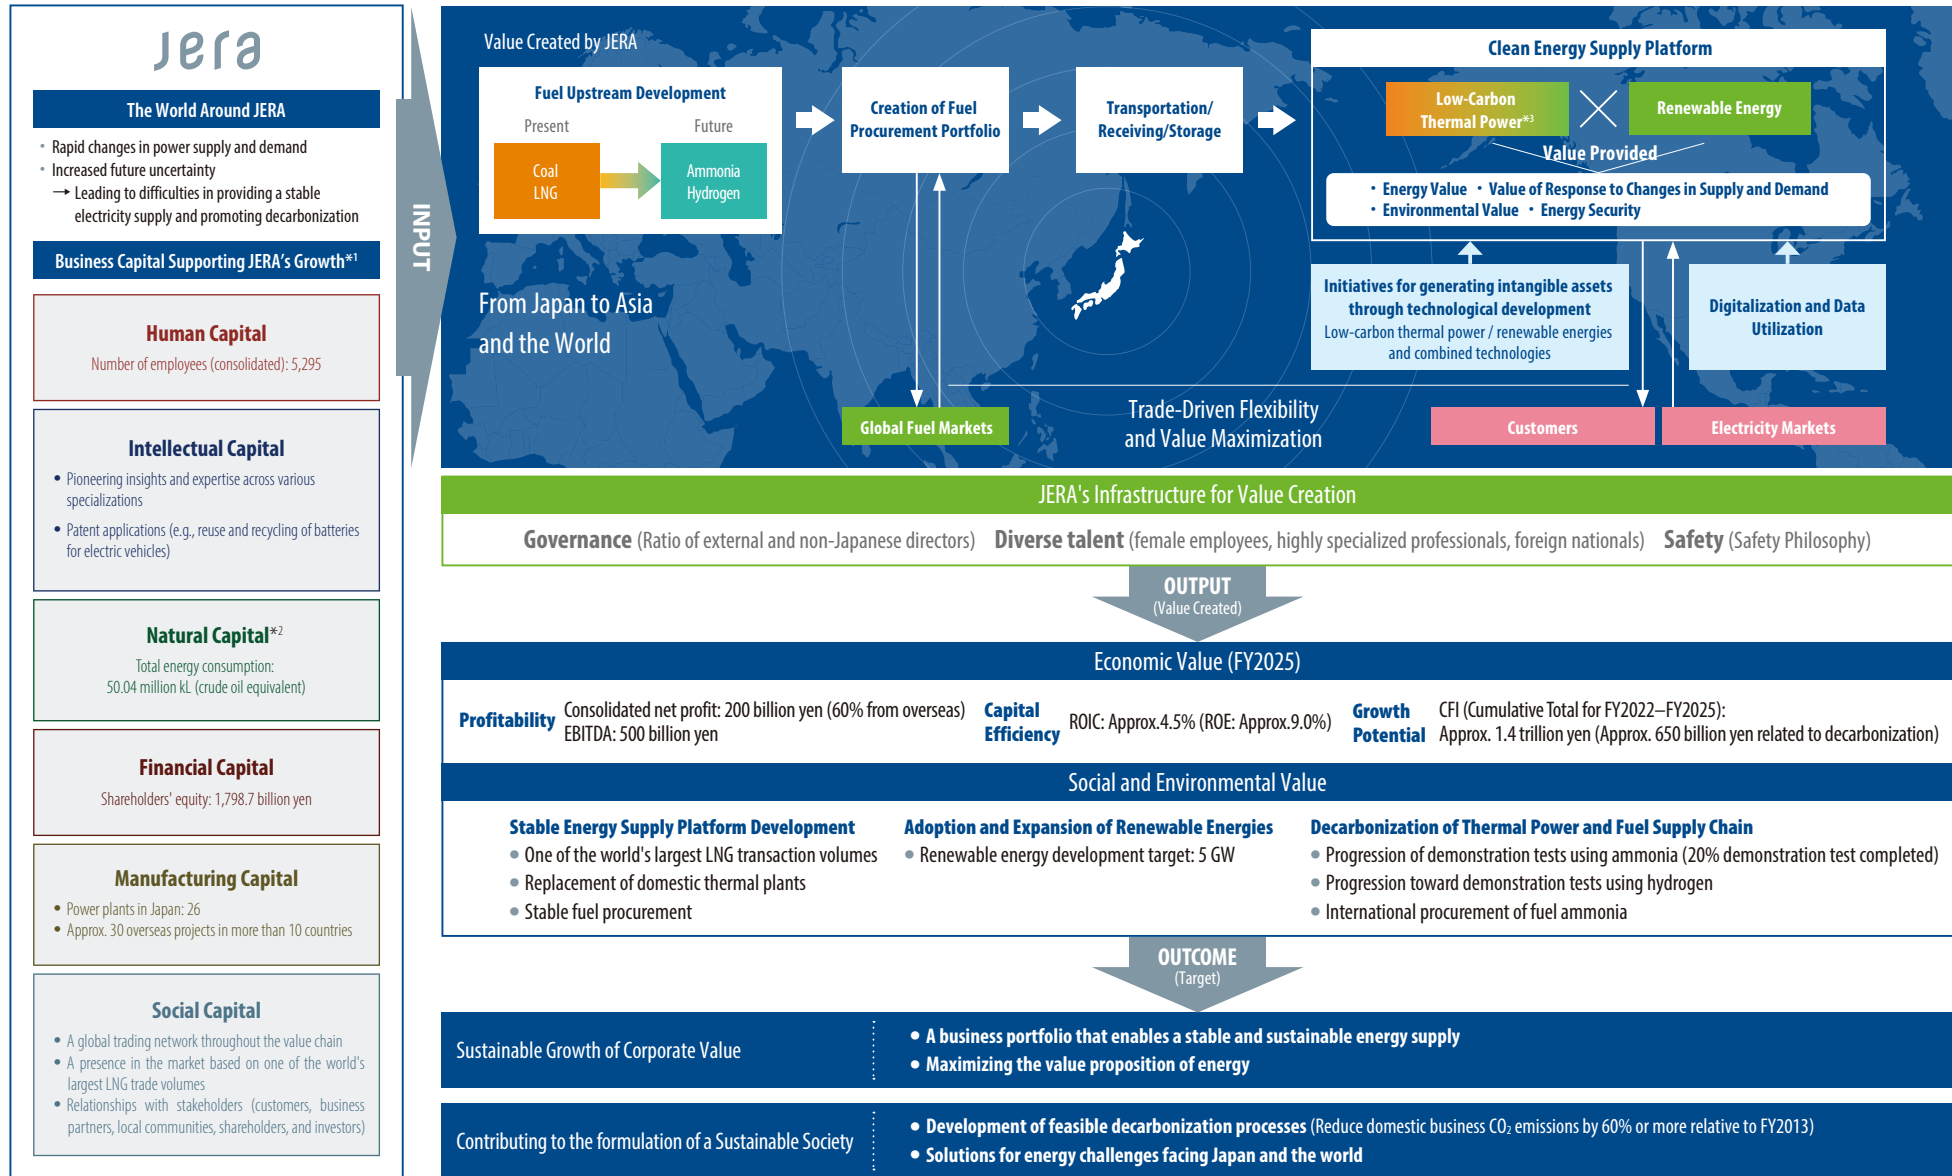 Jera
The World Around JERA
• Rapid changes in power supply and demand
• Increased future uncertainty
→ Leading to difficulties in providing a stable
electricity supply and promoting decarbonization
Business Capital Supporting JERA's Growth*1
Human Capital
Number of employees (consolidated): 5,295
Intellectual Capital
• Pioneering insights and expertise across various
specializations
• Patent applications (e.g., reuse and recycling of batteries
for electric vehicles)
Natural Capital*2
Total energy consumption:
50.04 million kL (crude oil equivalent)
Financial Capital
Shareholders' equity: 1,798.7 billion yen
Manufacturing Capital
• Power plants in Japan: 26
• Approx. 30 overseas projects in more than 10 countries
Social Capital
• A global trading network throughout the value chain
• A presence in the market based on one of the world's
largest LNG trade volumes
• Relationships with stakeholders (customers, business
partners, local communities, shareholders, and investors)
INPUT
Value Created by JERA
Fuel Upstream Development
Present
Future
Coal
LNG
Ammonia
Hydrogen
Creation of Fuel
Procurement Portfolio
Transportation/
Receiving/Storage
Clean Energy Supply Platform
Low-Carbon
Thermal Power*3
Renewable Energy
Value Provided
• Energy Value • Value of Response to Changes in Supply and Demand
• Environmental Value • Energy Security
Initiatives for generating intangible assets
through technological development
Low-carbon thermal power / renewable energies
and combined technologies
Digitalization and Data
Utilization
From Japan to Asia
and the World
Global Fuel Markets
Trade-Driven Flexibility
and Value Maximization
Customers
Electricity Markets
JERA's Infrastructure for Value Creation
Governance (Ratio of external and non-Japanese directors) Diverse talent (female employees, highly specialized professionals, foreign nationals) Safety (Safety Philosophy)
OUTPUT
(Value Created)
Economic Value (FY2025)
Profitability
Consolidated net profit: 200 billion yen (60% from overseas)
EBITDA: 500 billion yen
Capital
Efficiency
ROIC: Approx.4.5% (ROE: Approx.9.0%)
Growth
Potential
CFI (Cumulative Total for FY2022–FY2025):
Approx. 1.4 trillion yen (Approx. 650 billion yen related to decarbonization)
Social and Environmental Value
Stable Energy Supply Platform Development
• One of the world's largest LNG transaction volumes
• Replacement of domestic thermal plants
• Stable fuel procurement
Adoption and Expansion of Renewable Energies
• Renewable energy development target: 5 GW
Decarbonization of Thermal Power and Fuel Supply Chain
• Progression of demonstration tests using ammonia (20% demonstration test completed)
• Progression toward demonstration tests using hydrogen
• International procurement of fuel ammonia
OUTCOME
(Target)
Sustainable Growth of Corporate Value
• A business portfolio that enables a stable and sustainable energy supply
• Maximizing the value proposition of energy
Contributing to the formulation of a Sustainable Society
• Development of feasible decarbonization processes (Reduce domestic business CO2 emissions by 60% or more relative to FY2013)
• Solutions for energy challenges facing Japan and the world